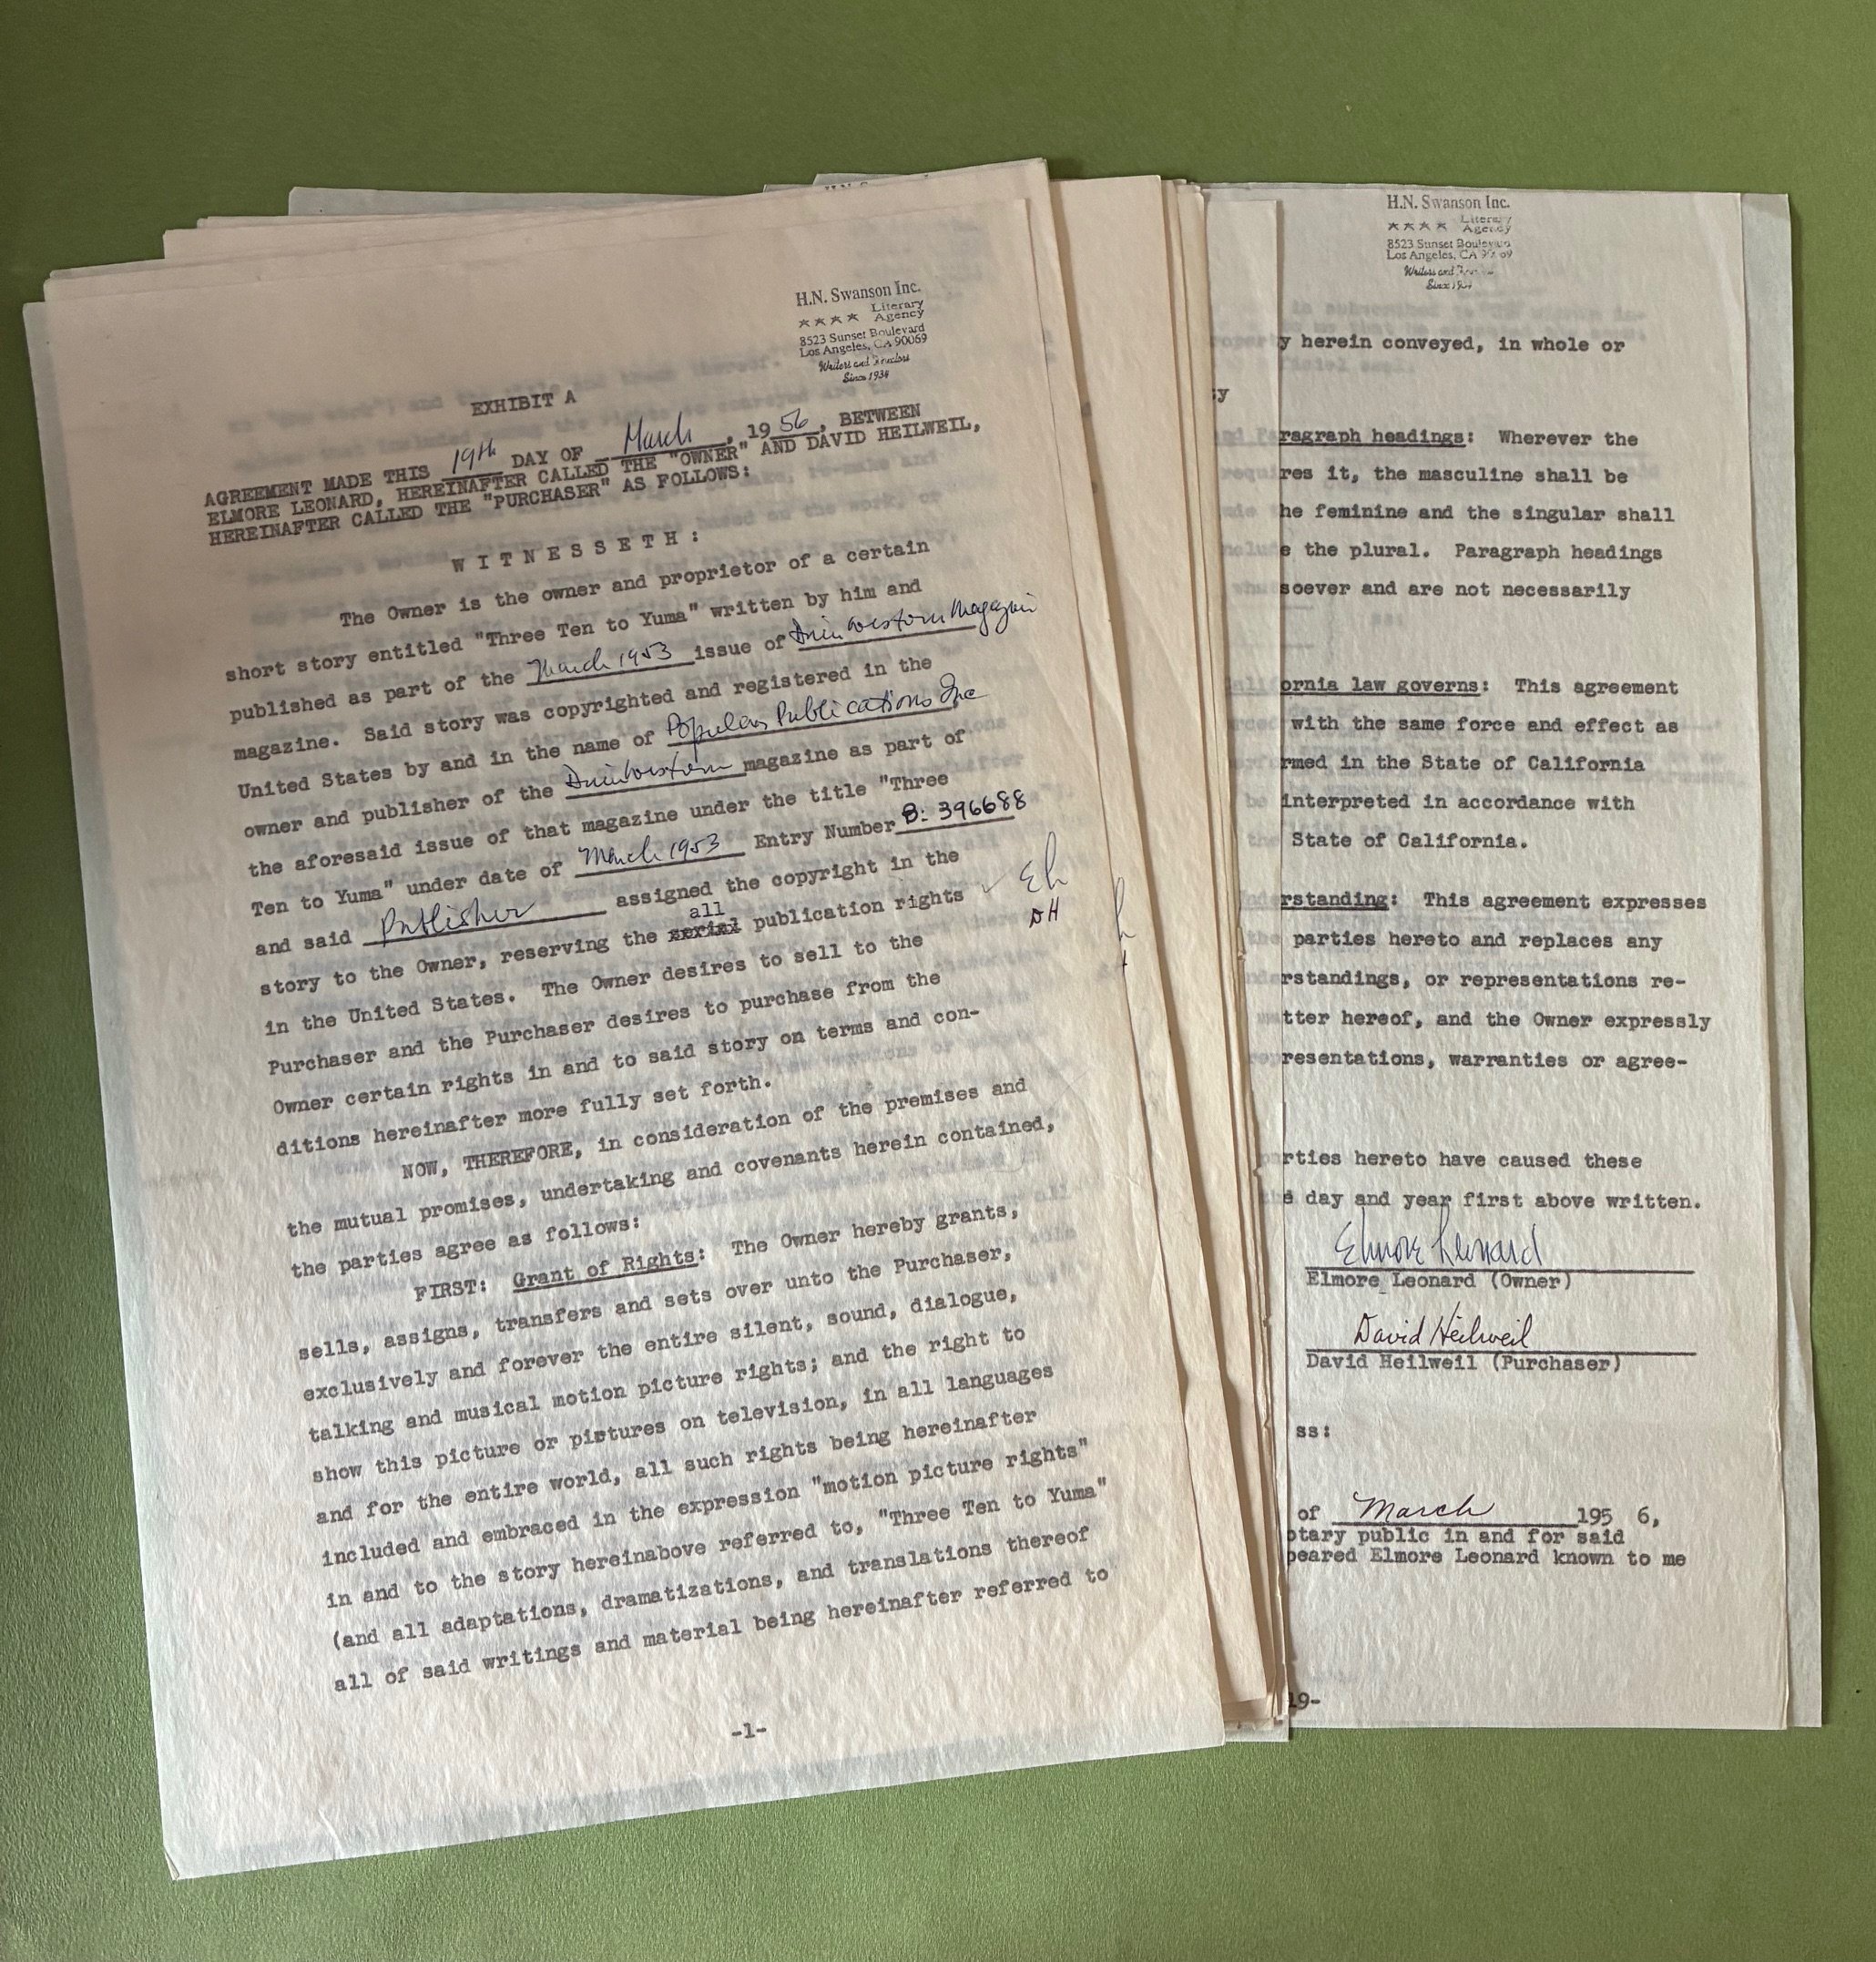 H.N. Swanson Inc.
★★★★ Literary
Agency
8523 Sunset Boulevard
Los Angeles, CA 90069
Writers and Directors
Since 1934
EXHIBIT A
AGREEMENT MADE THIS 19th DAY OF March, 1956, BETWEEN
ELMORE LEONARD, HEREINAFTER CALLED THE "OWNER" AND DAVID HEILWEIL,
HEREINAFTER CALLED THE "PURCHASER" AS FOLLOWS:
WITNESSETH:
The Owner is the owner and proprietor of a certain
short story entitled "Three Ten to Yuma" written by him and
published as part of the March 1953 issue of Western Magazin
magazine. Said story was copyrighted and registered in the
United States by and in the name of Popular Publications Inc
owner and publisher of the magazine as part of
the aforesaid issue of that magazine under the title "Three
Ten to Yuma" under date of March 1953 Entry Number B: 396688
and said Publisher assigned the copyright in the
story to the Owner, reserving the serial all publication rights EL
DH
in the United States. The Owner desires to sell to the
Purchaser and the Purchaser desires to purchase from the
Owner certain rights in and to said story on terms and con-
ditions hereinafter more fully set forth.
NOW, THEREFORE, in consideration of the premises and
the mutual promises, undertaking and covenants herein contained,
the parties agree as follows:
FIRST: Grant of Rights: The Owner hereby grants,
sells, assigns, transfers and sets over unto the Purchaser,
exclusively and forever the entire silent, sound, dialogue,
talking and musical motion picture rights; and the right to
show this picture or pictures on television, in all languages
and for the entire world, all such rights being hereinafter
included and embraced in the expression "motion picture rights"
in and to the story hereinabove referred to, "Three Ten to Yuma"
(and all adaptations, dramatizations, and translations thereof
all of said writings and material being hereinafter referred to
-1-
H.N. Swanson Inc.
★★★★ Literary
Agency
8523 Sunset Boulevard
Los Angeles, CA
Writers and
Since
y herein conveyed, in whole or
ragraph headings: Wherever the
res it, the masculine shall be
he feminine and the singular shall
e the plural. Paragraph headings
soever and are not necessarily
ornia law governs: This agreement
with the same force and effect as
rmed in the State of California
interpreted in accordance with
State of California.
rstanding: This agreement expresses
parties hereto and replaces any
rstandings, or representations re-
tter hereof, and the Owner expressly
resentations, warranties or agree-
rties hereto have caused these
day and year first above written.
Elmore Leonard
Elmore Leonard (Owner)
David Heilweil
David Heilweil (Purchaser)
ss:
of March 195 6,
otary public in and for said
peared Elmore Leonard known to me
19-